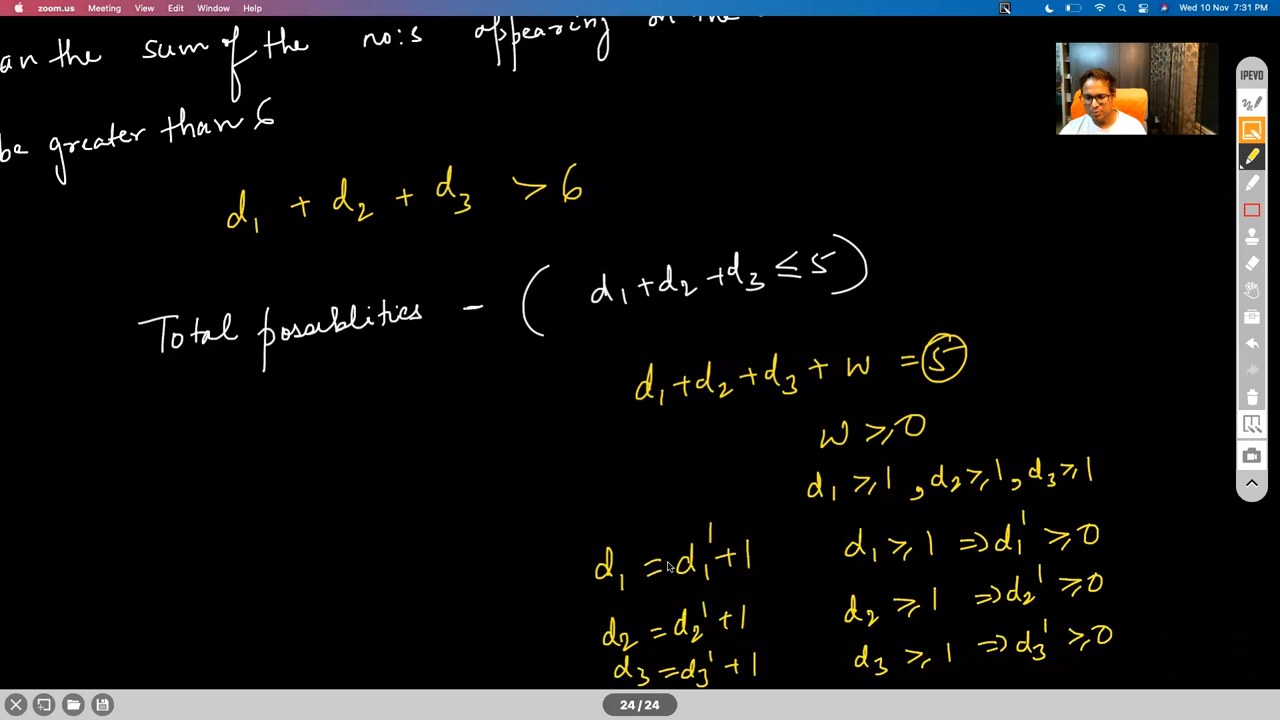 zoom.us Meeting View Edit Window Help Wed 10 Nov 7:31 PM
an the sum of the no:s appearing on the
be greater than 6
d₁ + d₂ + d₃ > 6
IPEVO
Total possiblities - ( d₁+d₂+d₃ ≤ 5 )
d₁+d₂+d₃ + w = 5
w ≥ 0
d₁ ≥ 1, d₂ ≥ 1, d₃ ≥ 1
d₁ = d₁' + 1 d₁ ≥ 1 ⇒ d₁' ≥ 0
d₂ = d₂' + 1 d₂ ≥ 1 ⇒ d₂' ≥ 0
d₃ = d₃' + 1 d₃ ≥ 1 ⇒ d₃' ≥ 0
24 / 24